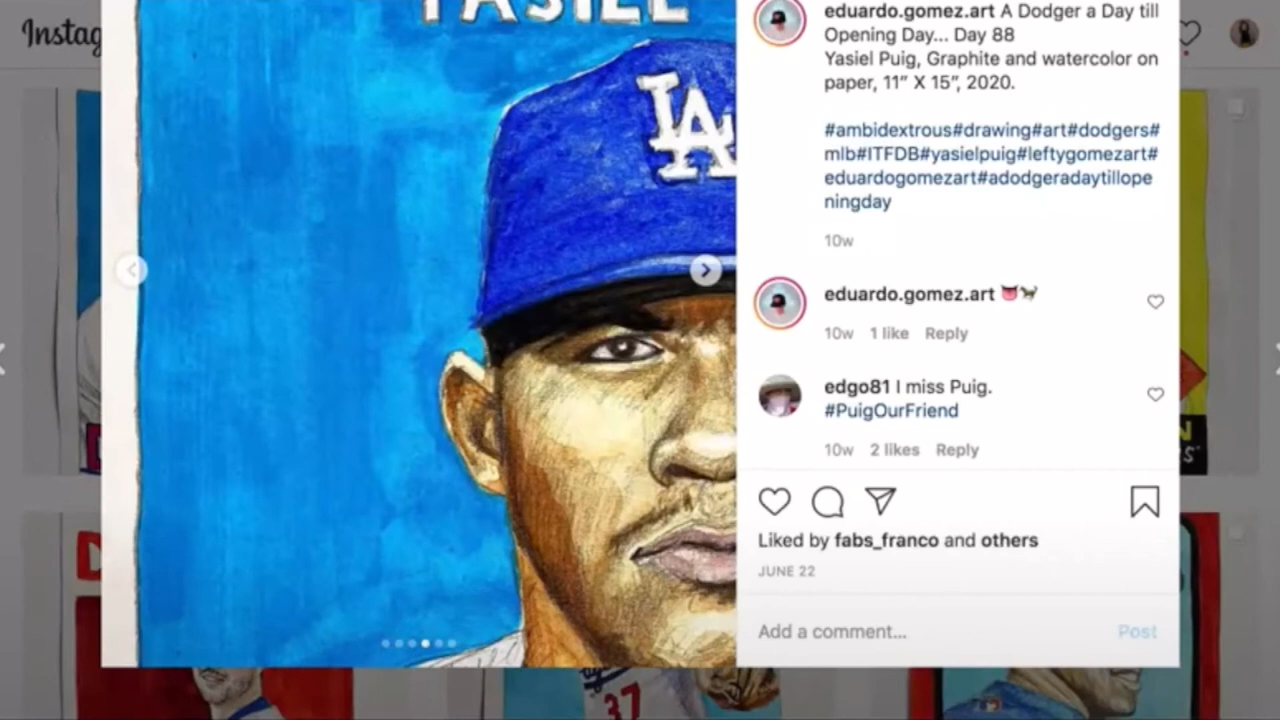 Instag
YASIEL
LA
eduardo.gomez.art A Dodger a Day till
Opening Day... Day 88
Yasiel Puig, Graphite and watercolor on
paper, 11” X 15”, 2020.
#ambidextrous#drawing#art#dodgers#
mlb#ITFDB#yasielpuig#leftygomezart#
eduardogomezart#adodgeradaytillope
ningday
10w
eduardo.gomez.art 👅🐕
10w 1 like Reply
edgo81 I miss Puig.
#PuigOurFriend
10w 2 likes Reply
Liked by fabs_franco and others
JUNE 22
Add a comment... Post
37